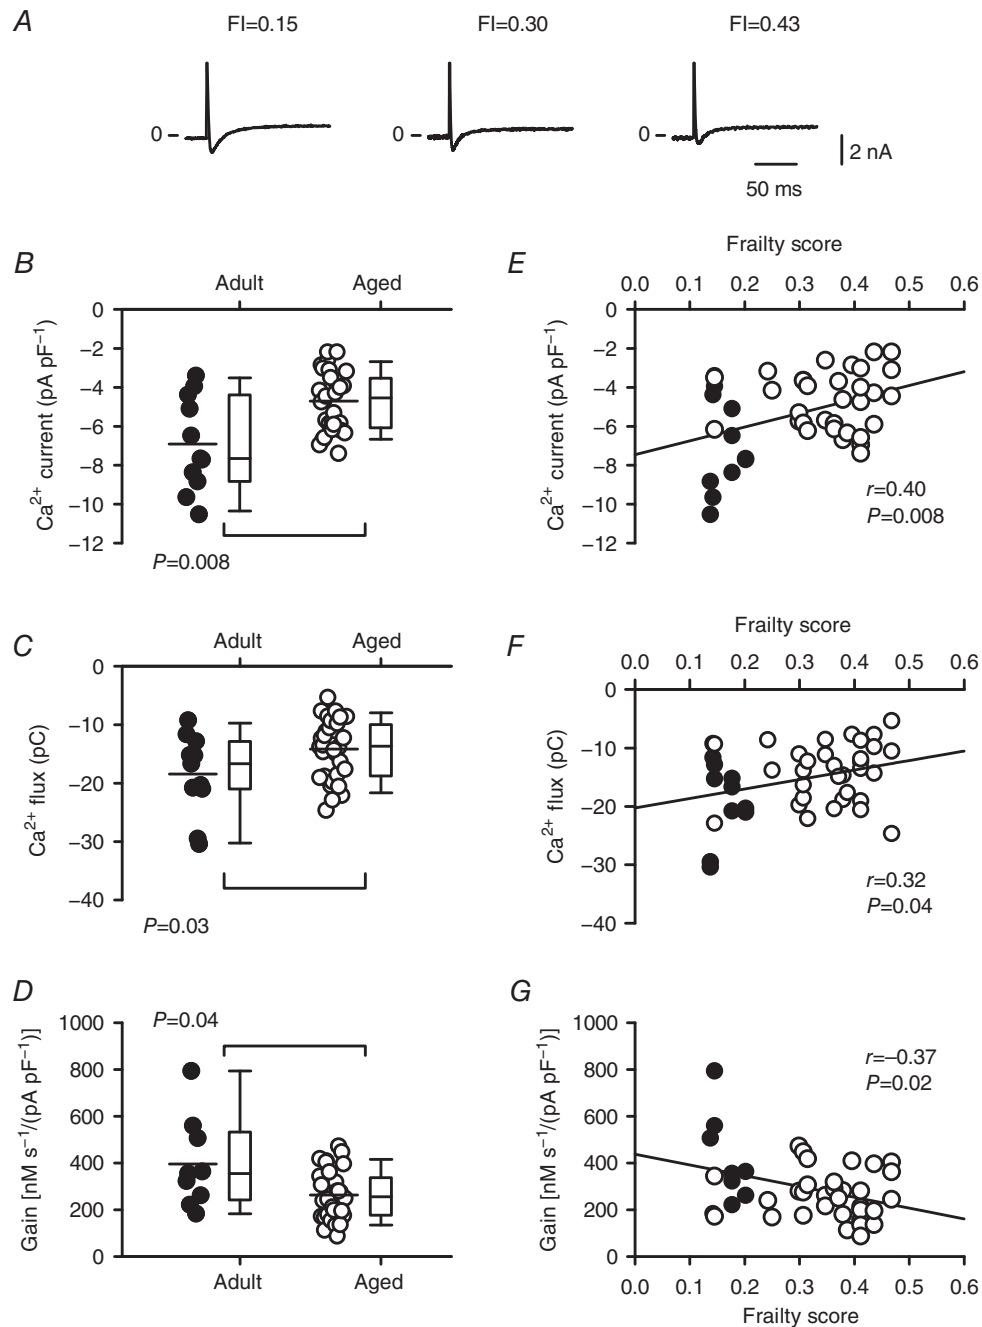 A
FI=0.15
FI=0.30
FI=0.43
0
0
0
2 nA
50 ms
B
Adult
Aged
Ca2+ current (pA pF−1)
0
−2
−4
−6
−8
−10
−12
P=0.008
E
Frailty score
0.0 0.1 0.2 0.3 0.4 0.5 0.6
Ca2+ current (pA pF−1)
0
−2
−4
−6
−8
−10
−12
r=0.40
P=0.008
C
Adult
Aged
Ca2+ flux (pC)
0
−10
−20
−30
−40
P=0.03
F
Frailty score
0.0 0.1 0.2 0.3 0.4 0.5 0.6
Ca2+ flux (pC)
0
−10
−20
−30
−40
r=0.32
P=0.04
D
P=0.04
Gain [nM s−1/(pA pF−1)]
1000
800
600
400
200
0
Adult
Aged
G
Gain [nM s−1/(pA pF−1)]
1000
800
600
400
200
0
r=−0.37
P=0.02
0.0 0.1 0.2 0.3 0.4 0.5 0.6
Frailty score